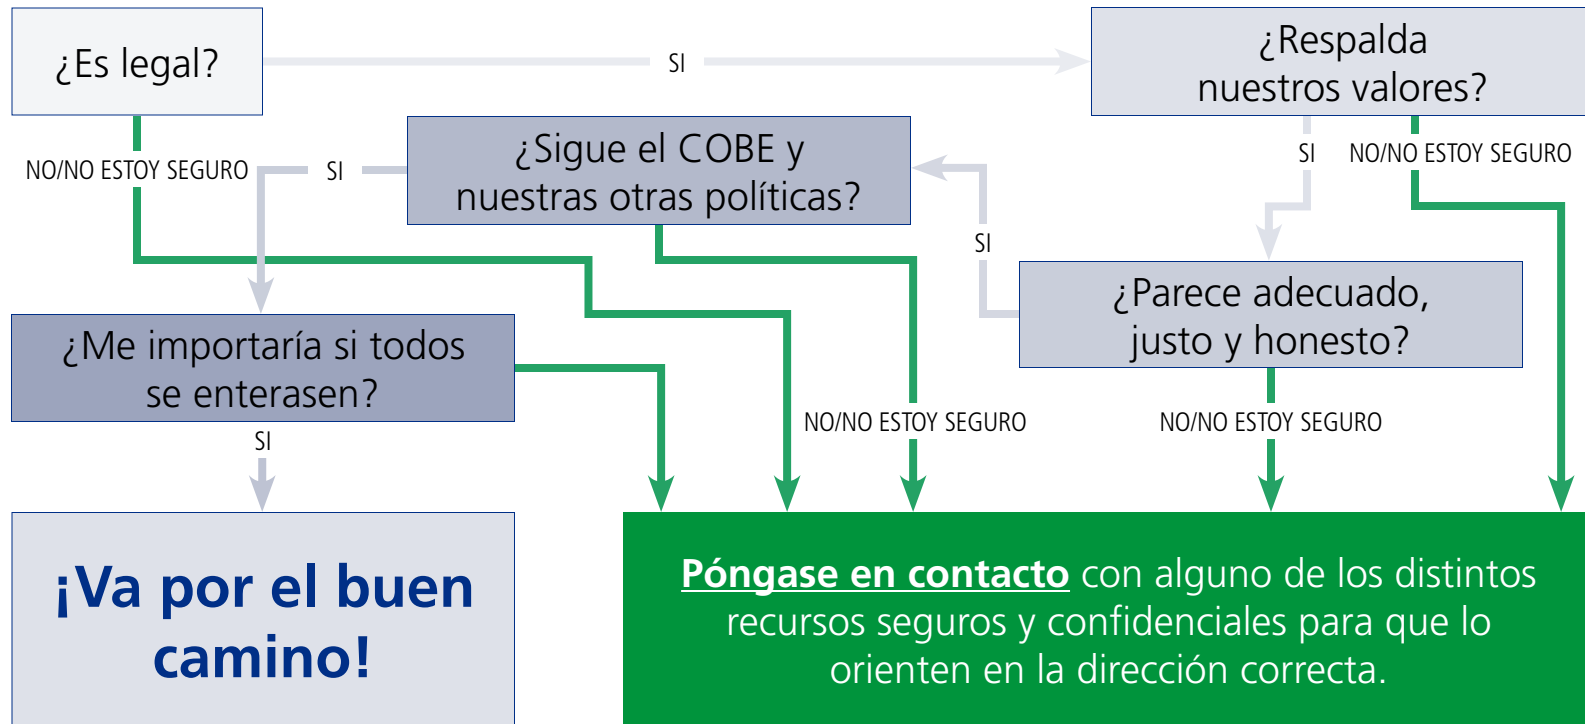 ¿Es legal?
SI
¿Respalda
nuestros valores?
NO/NO ESTOY SEGURO
SI
¿Sigue el COBE y
nuestras otras políticas?
SI
NO/NO ESTOY SEGURO
SI
¿Parece adecuado,
justo y honesto?
¿Me importaría si todos
se enterasen?
SI
NO/NO ESTOY SEGURO
NO/NO ESTOY SEGURO
¡Va por el buen
camino!
Póngase en contacto con alguno de los distintos
recursos seguros y confidenciales para que lo
orienten en la dirección correcta.